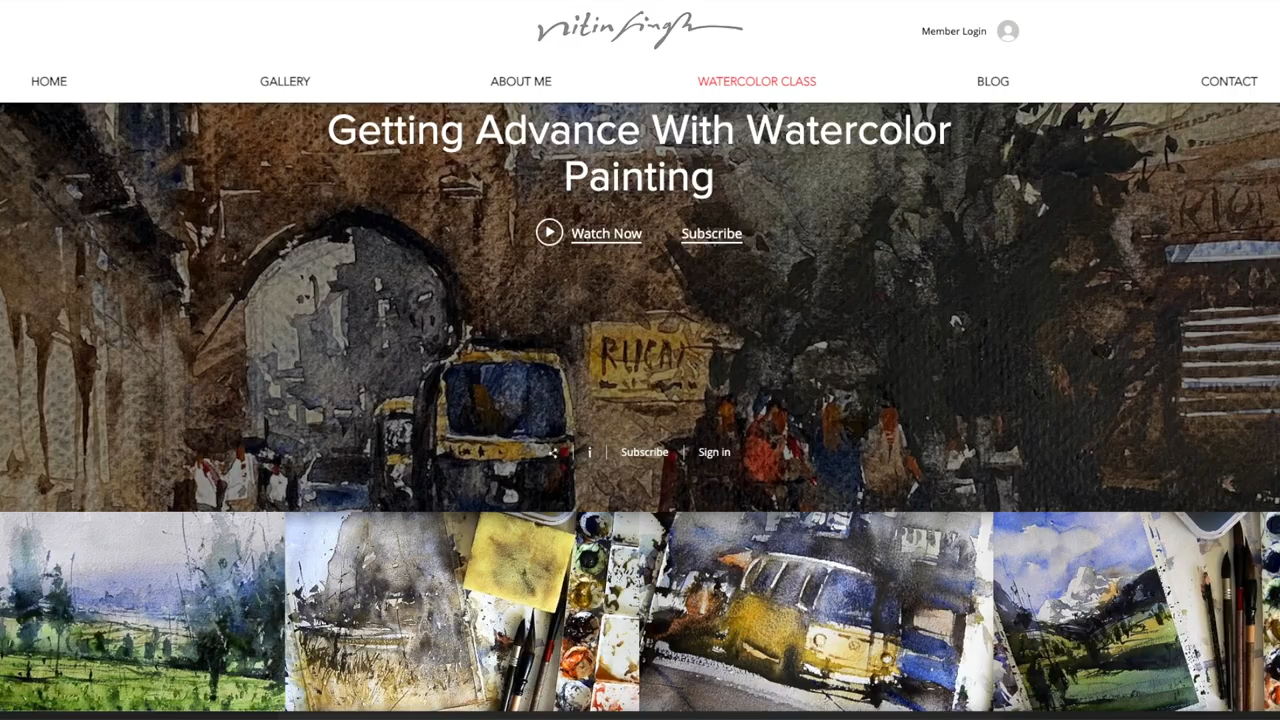 nitin singh
Member Login
HOME GALLERY ABOUT ME WATERCOLOR CLASS BLOG CONTACT
Getting Advance With Watercolor
Painting
Watch Now Subscribe
i Subscribe Sign in